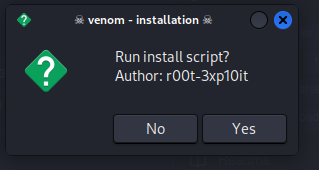 ☠ venom - installation ☠
Run install script?
Author: r00t-3xp10it
No
Yes